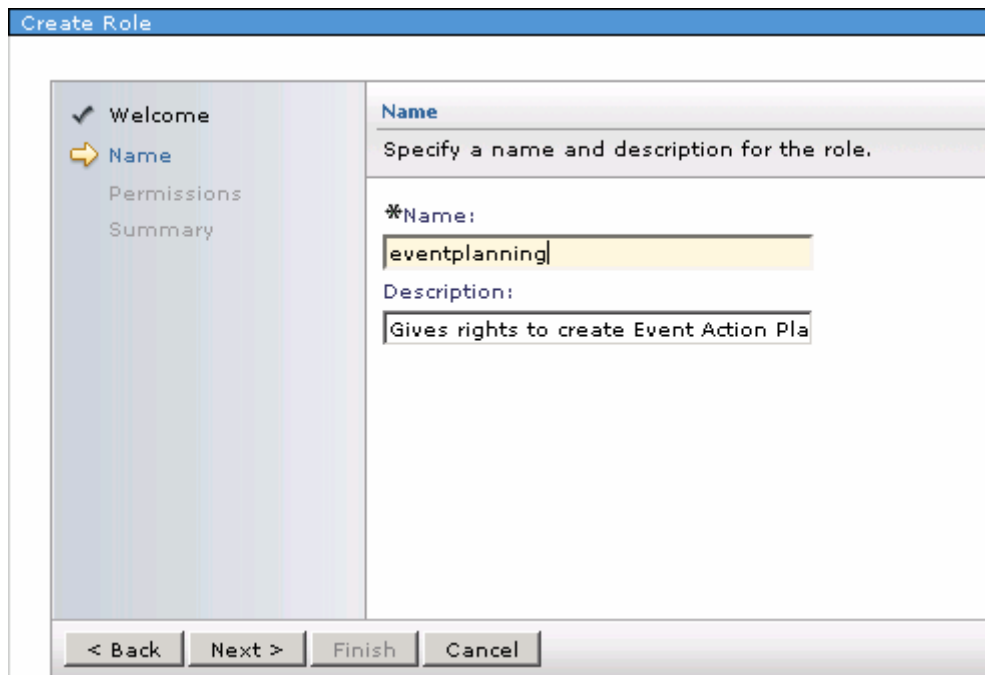 Create Role
Welcome
Name
Permissions
Summary
Name
Specify a name and description for the role.
*Name:
eventplanning
Description:
Gives rights to create Event Action Pla
< Back Next > Finish Cancel